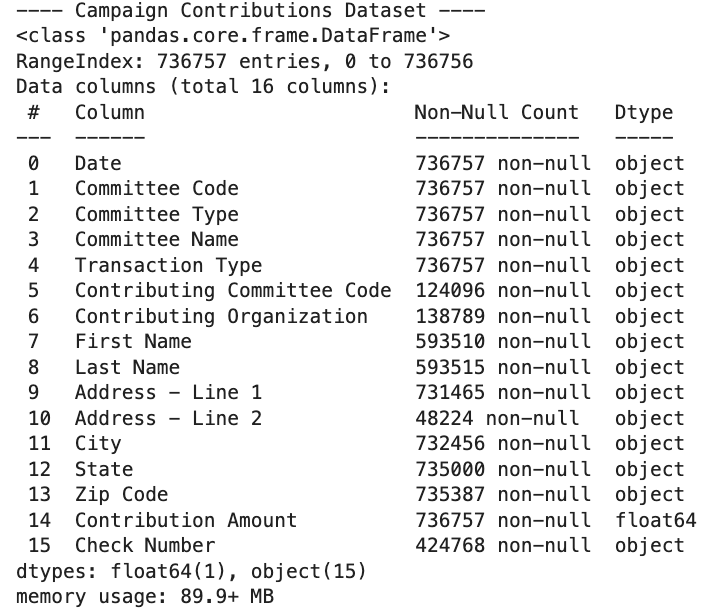 ---- Campaign Contributions Dataset ----
<class 'pandas.core.frame.DataFrame'>
RangeIndex: 736757 entries, 0 to 736756
Data columns (total 16 columns):
 #   Column                       Non-Null Count   Dtype
---  ------                       --------------   -----
 0   Date                         736757 non-null  object
 1   Committee Code               736757 non-null  object
 2   Committee Type               736757 non-null  object
 3   Committee Name               736757 non-null  object
 4   Transaction Type             736757 non-null  object
 5   Contributing Committee Code  124096 non-null  object
 6   Contributing Organization    138789 non-null  object
 7   First Name                   593510 non-null  object
 8   Last Name                    593515 non-null  object
 9   Address - Line 1             731465 non-null  object
 10  Address - Line 2             48224 non-null   object
 11  City                         732456 non-null  object
 12  State                        735000 non-null  object
 13  Zip Code                     735387 non-null  object
 14  Contribution Amount          736757 non-null  float64
 15  Check Number                 424768 non-null  object
dtypes: float64(1), object(15)
memory usage: 89.9+ MB